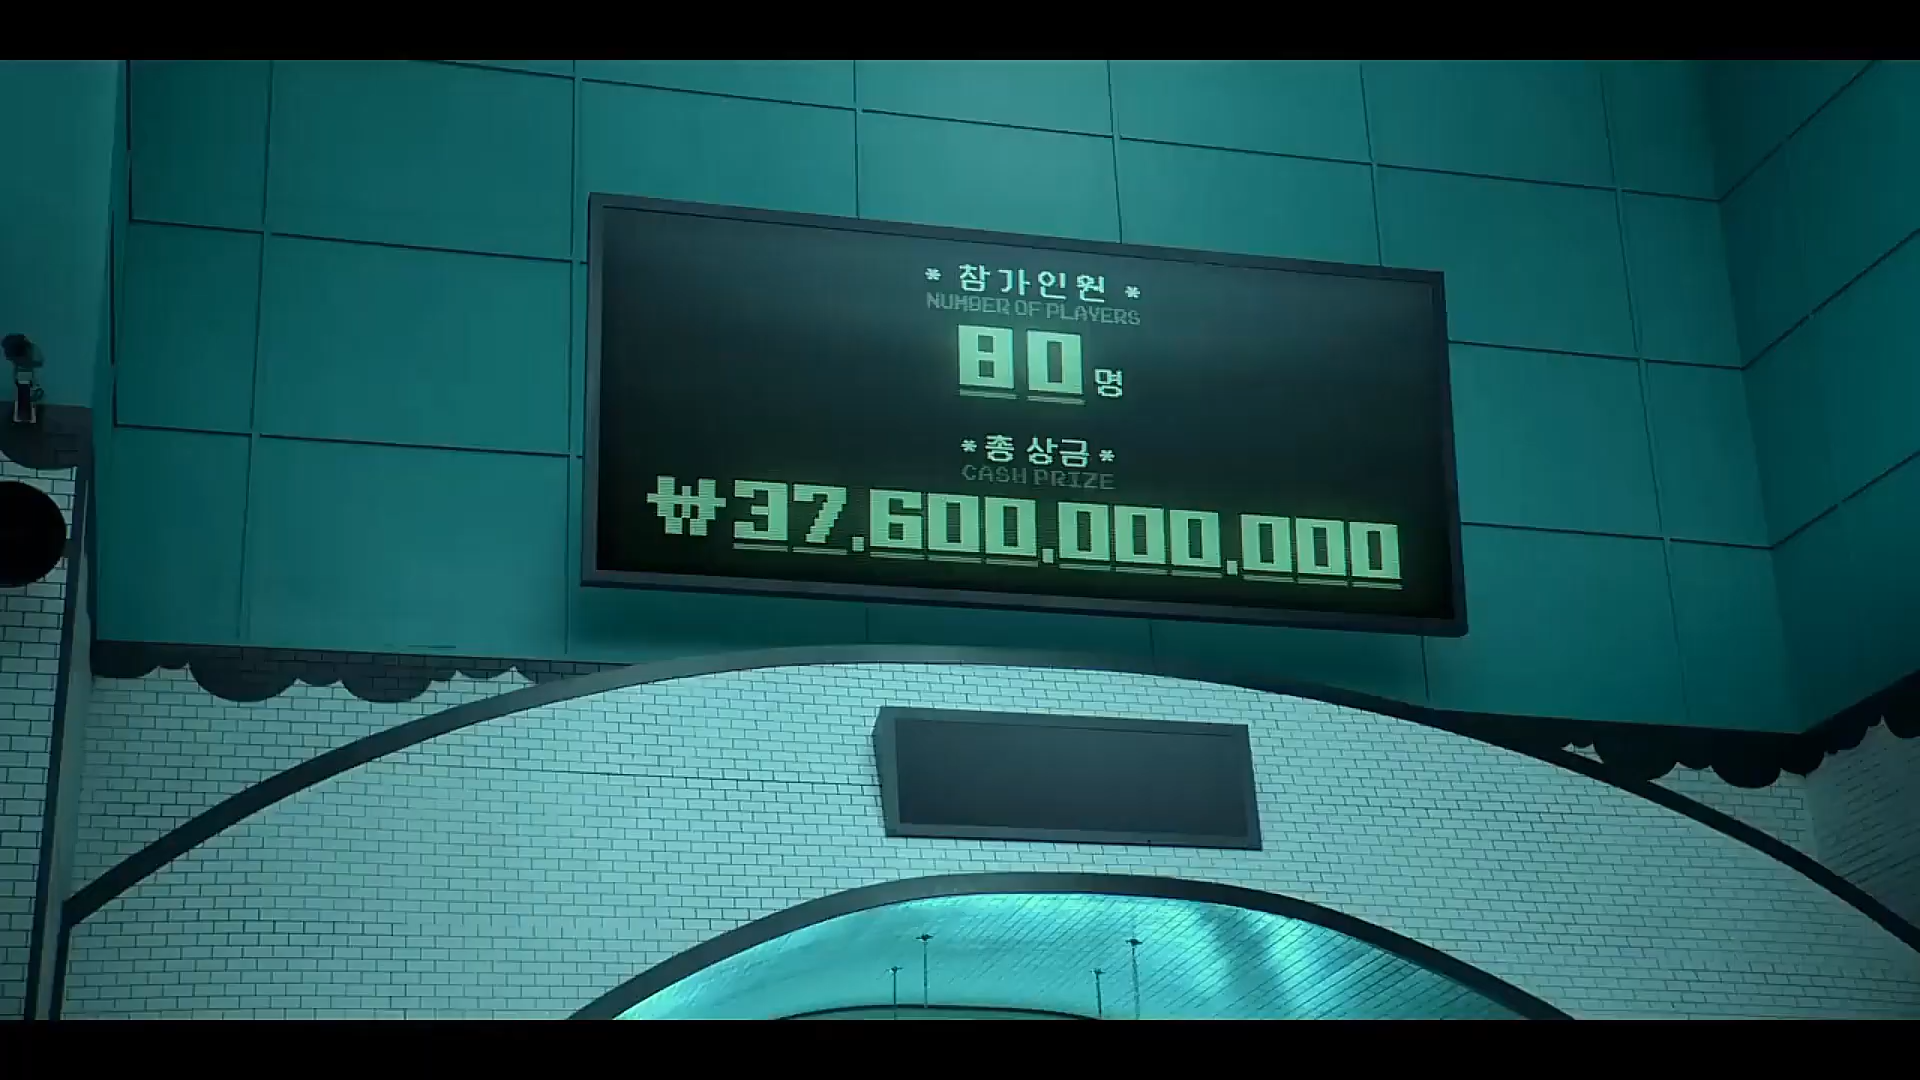 * 참가인원 *
NUMBER OF PLAYERS
80 명
* 총 상금 *
CASH PRIZE
₩37,600,000,000